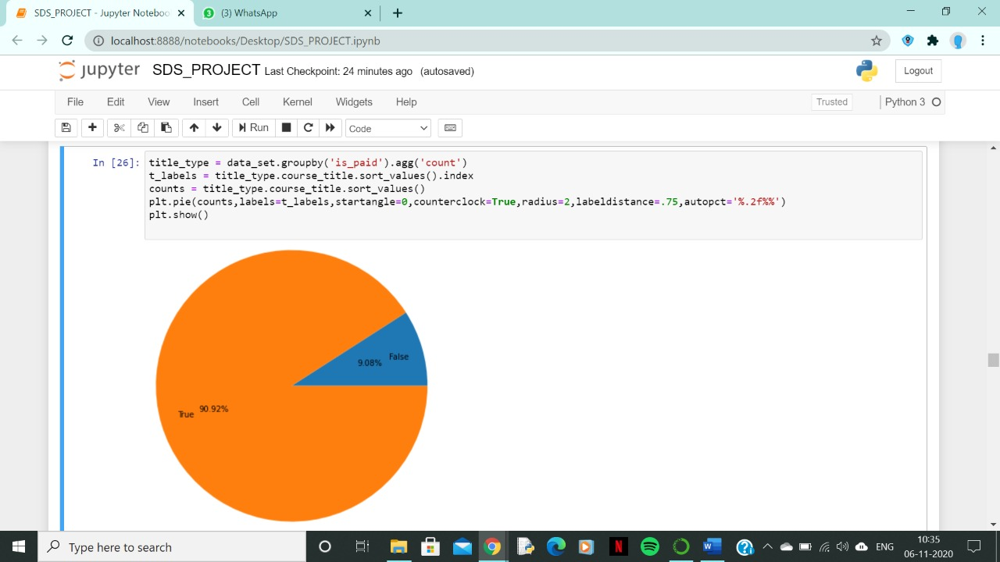 SDS_PROJECT - Jupyter Noteboo
(3) WhatsApp
localhost:8888/notebooks/Desktop/SDS_PROJECT.ipynb
jupyter SDS_PROJECT Last Checkpoint: 24 minutes ago (autosaved)
Logout
File Edit View Insert Cell Kernel Widgets Help
Trusted
Python 3
Run
Code
In [26]:
title_type = data_set.groupby('is_paid').agg('count')
t_labels = title_type.course_title.sort_values().index
counts = title_type.course_title.sort_values()
plt.pie(counts,labels=t_labels,startangle=0,counterclock=True,radius=2,labeldistance=.75,autopct='%.2f%%')
plt.show()
9.08% False
True 90.92%
Type here to search
ENG
10:35
06-11-2020